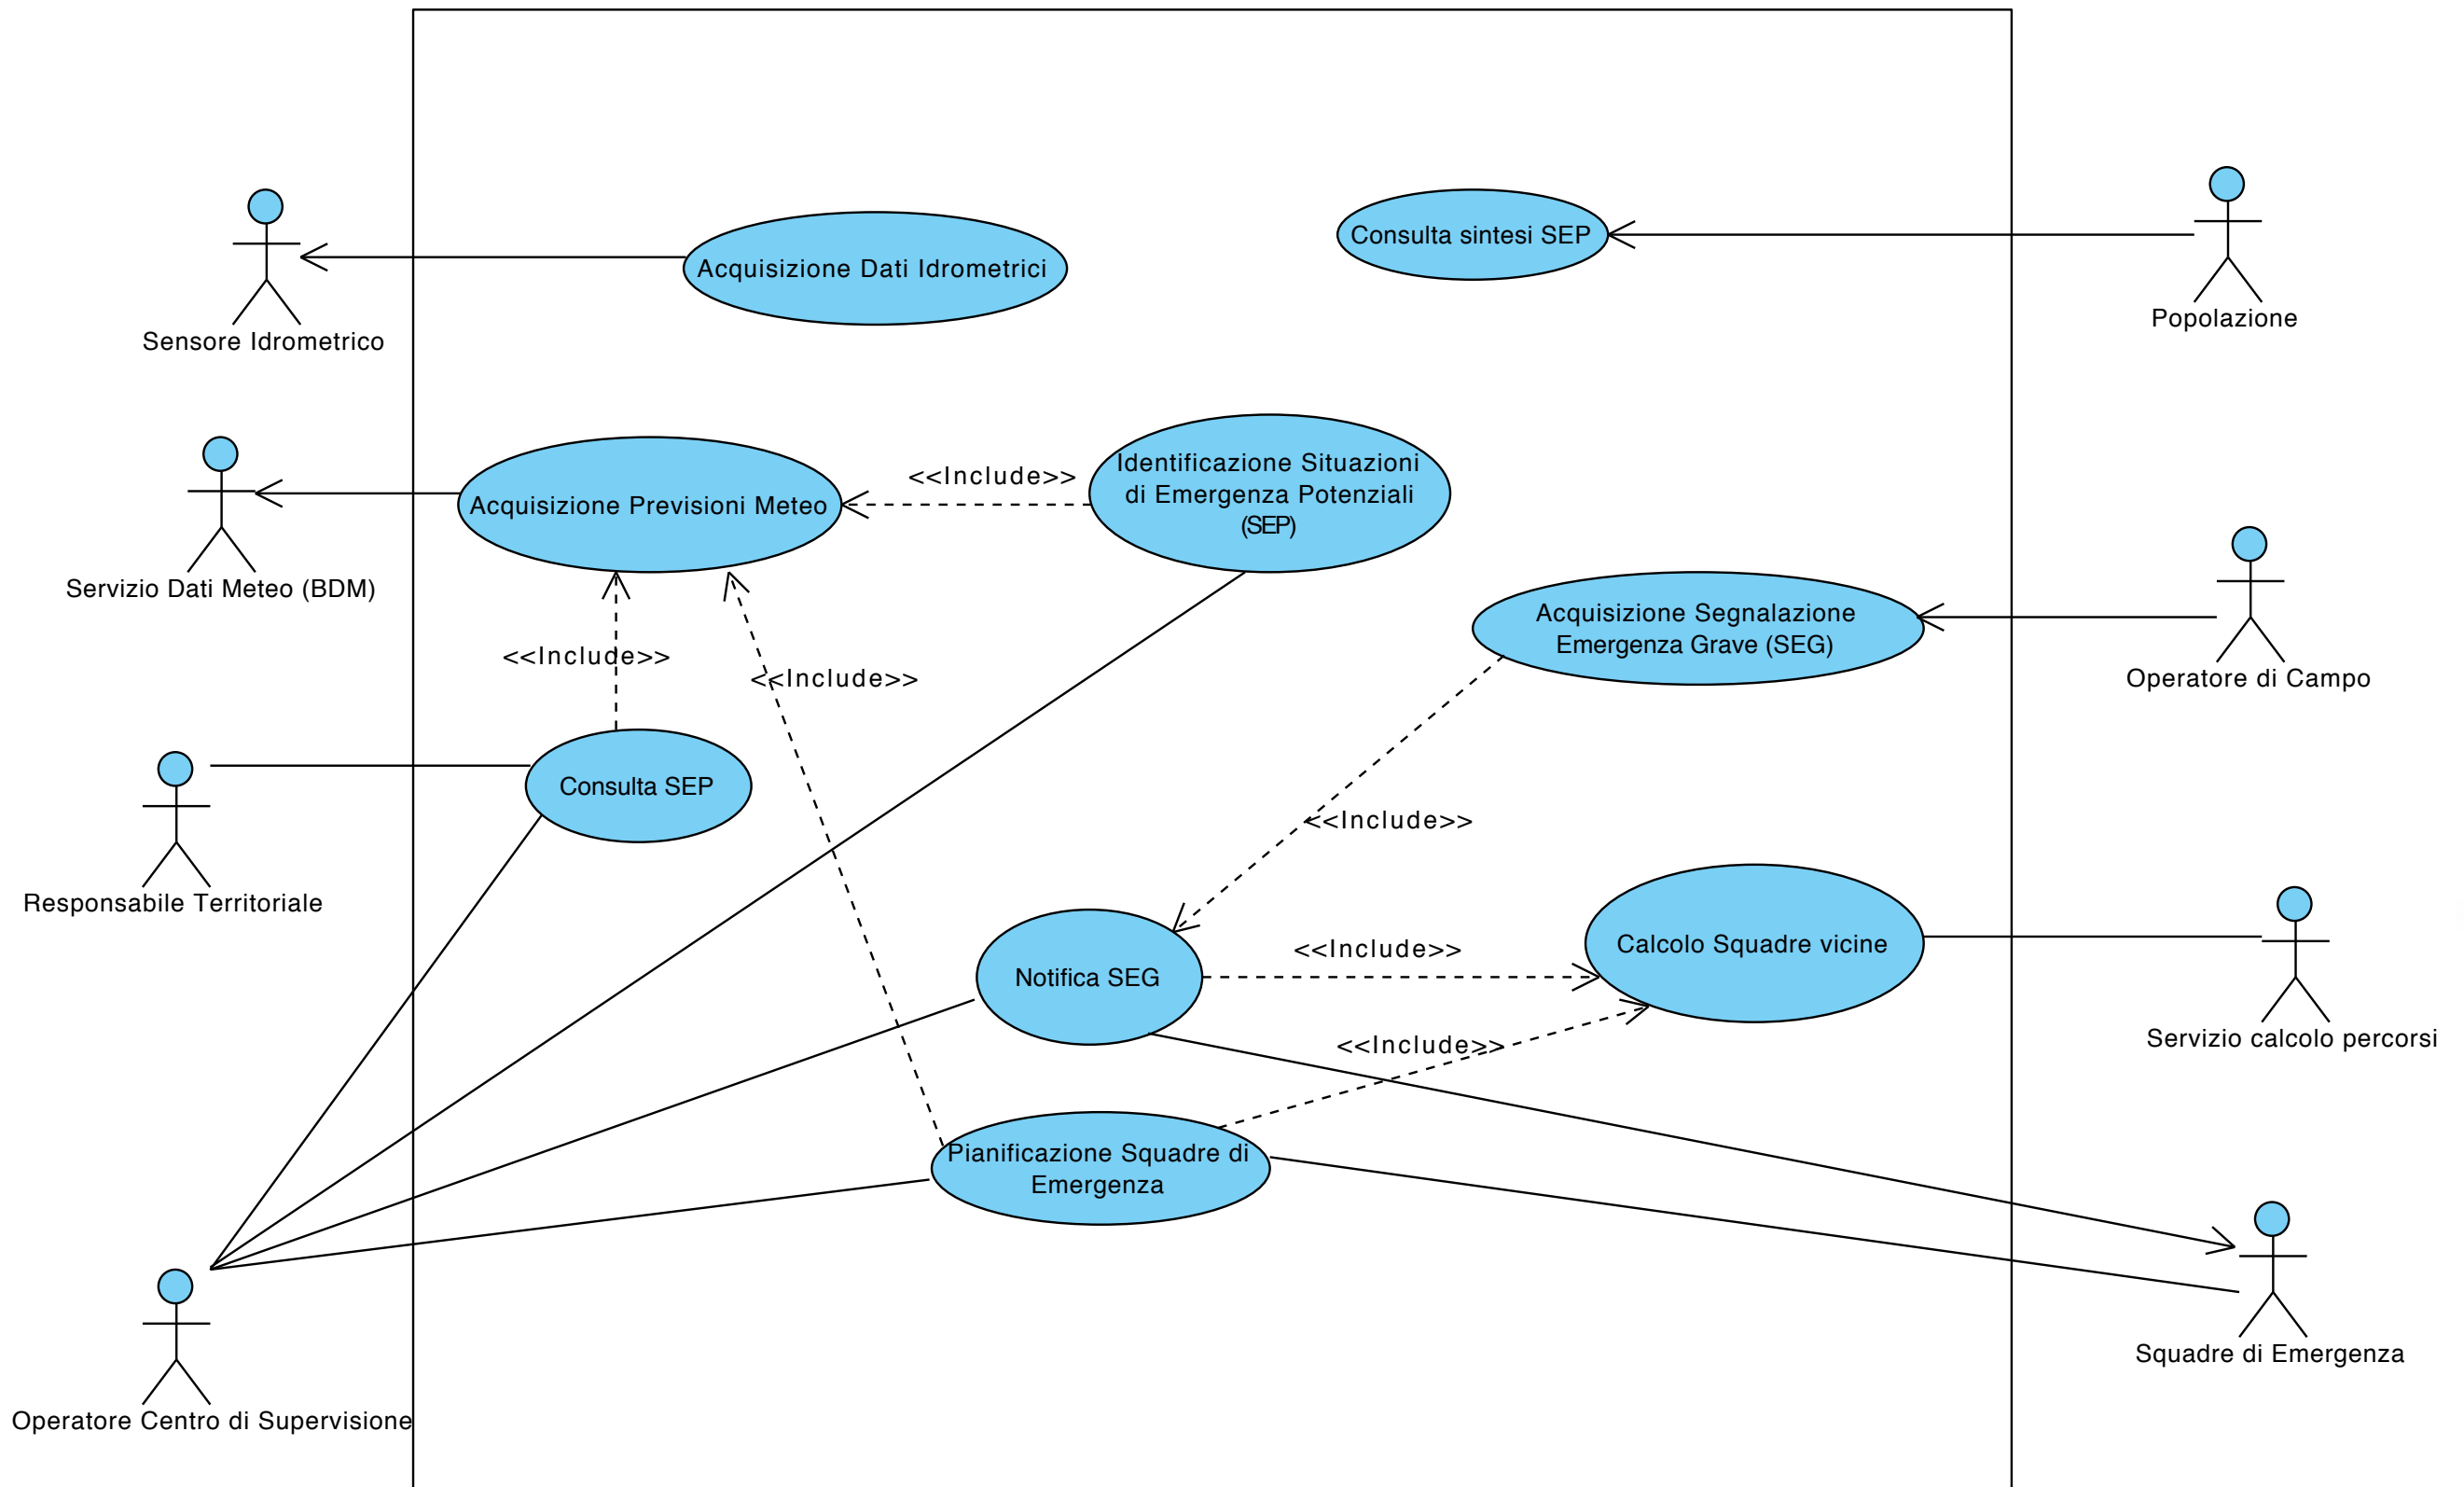 Consulta sintesi SEP
Acquisizione Dati Idrometrici
Popolazione
Sensore Idrometrico
Identificazione Situazioni
di Emergenza Potenziali
(SEP)
<<Include>>
Acquisizione Previsioni Meteo
Servizio Dati Meteo (BDM)
Acquisizione Segnalazione
Emergenza Grave (SEG)
<<Include>>
<<Include>>
Operatore di Campo
Consulta SEP
<<Include>>
Responsabile Territoriale
Calcolo Squadre vicine
<<Include>>
Notifica SEG
Servizio calcolo percorsi
<<Include>>
Pianificazione Squadre di
Emergenza
Squadre di Emergenza
Operatore Centro di Supervisione